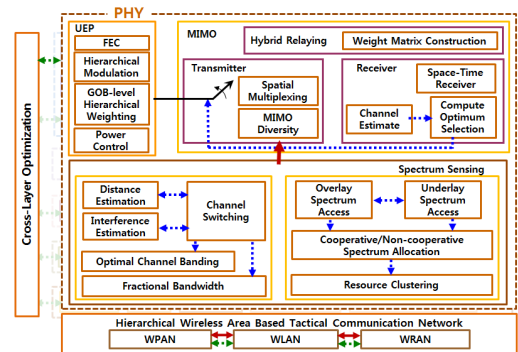 PHY
UEP
FEC
Hierarchical
Modulation
GOB-level
Hierarchical
Weighting
Power
Control
MIMO
Hybrid Relaying
Weight Matrix Construction
Transmitter
Spatial
Multiplexing
MIMO
Diversity
Receiver
Space-Time
Receiver
Channel
Estimate
Compute
Optimum
Selection
Cross-Layer Optimization
Spectrum Sensing
Distance
Estimation
Interference
Estimation
Channel
Switching
Optimal Channel Banding
Fractional Bandwidth
Overlay
Spectrum
Access
Underlay
Spectrum
Access
Cooperative/Non-cooperative
Spectrum Allocation
Resource Clustering
Hierarchical Wireless Area Based Tactical Communication Network
WPAN
WLAN
WRAN